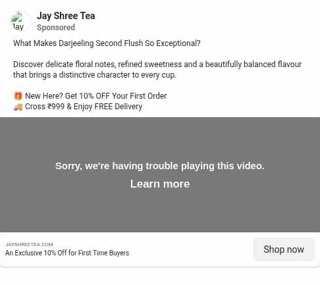 Jay Shree Tea
Jay
Sponsored
What Makes Darjeeling Second Flush So Exceptional?
Discover delicate floral notes, refined sweetness and a beautifully balanced flavour
that brings a distinctive character to every cup.
🎁 New Here? Get 10% OFF Your First Order
🚚 Cross ₹999 & Enjoy FREE Delivery
Sorry, we're having trouble playing this video.
Learn more
JAYSHREETEA.COM
An Exclusive 10% Off for First Time Buyers
Shop now